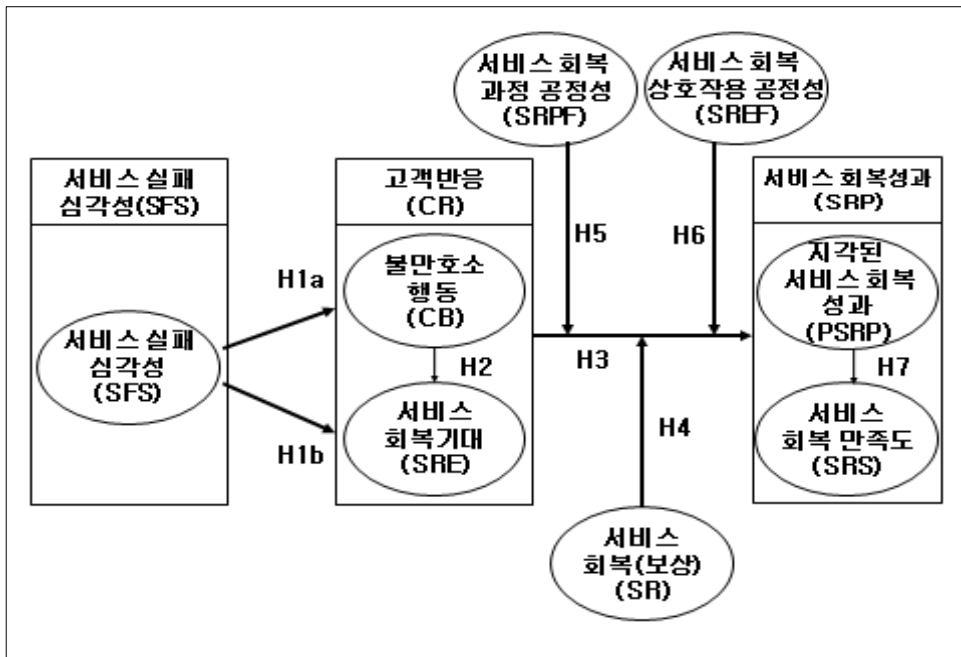 서비스 회복
과정 공정성
(SRPF)
서비스 회복
상호작용 공정성
(SREF)
서비스 실패
심각성(SFS)
고객반응
(CR)
서비스 회복성과
(SRP)
H5
H6
H1a
불만호소
행동
(CB)
지각된
서비스 회복
성과
(PSRP)
서비스 실패
심각성
(SFS)
H2
H3
H7
H1b
서비스
회복기대
(SRE)
H4
서비스
회복 만족도
(SRS)
서비스
회복(보상)
(SR)